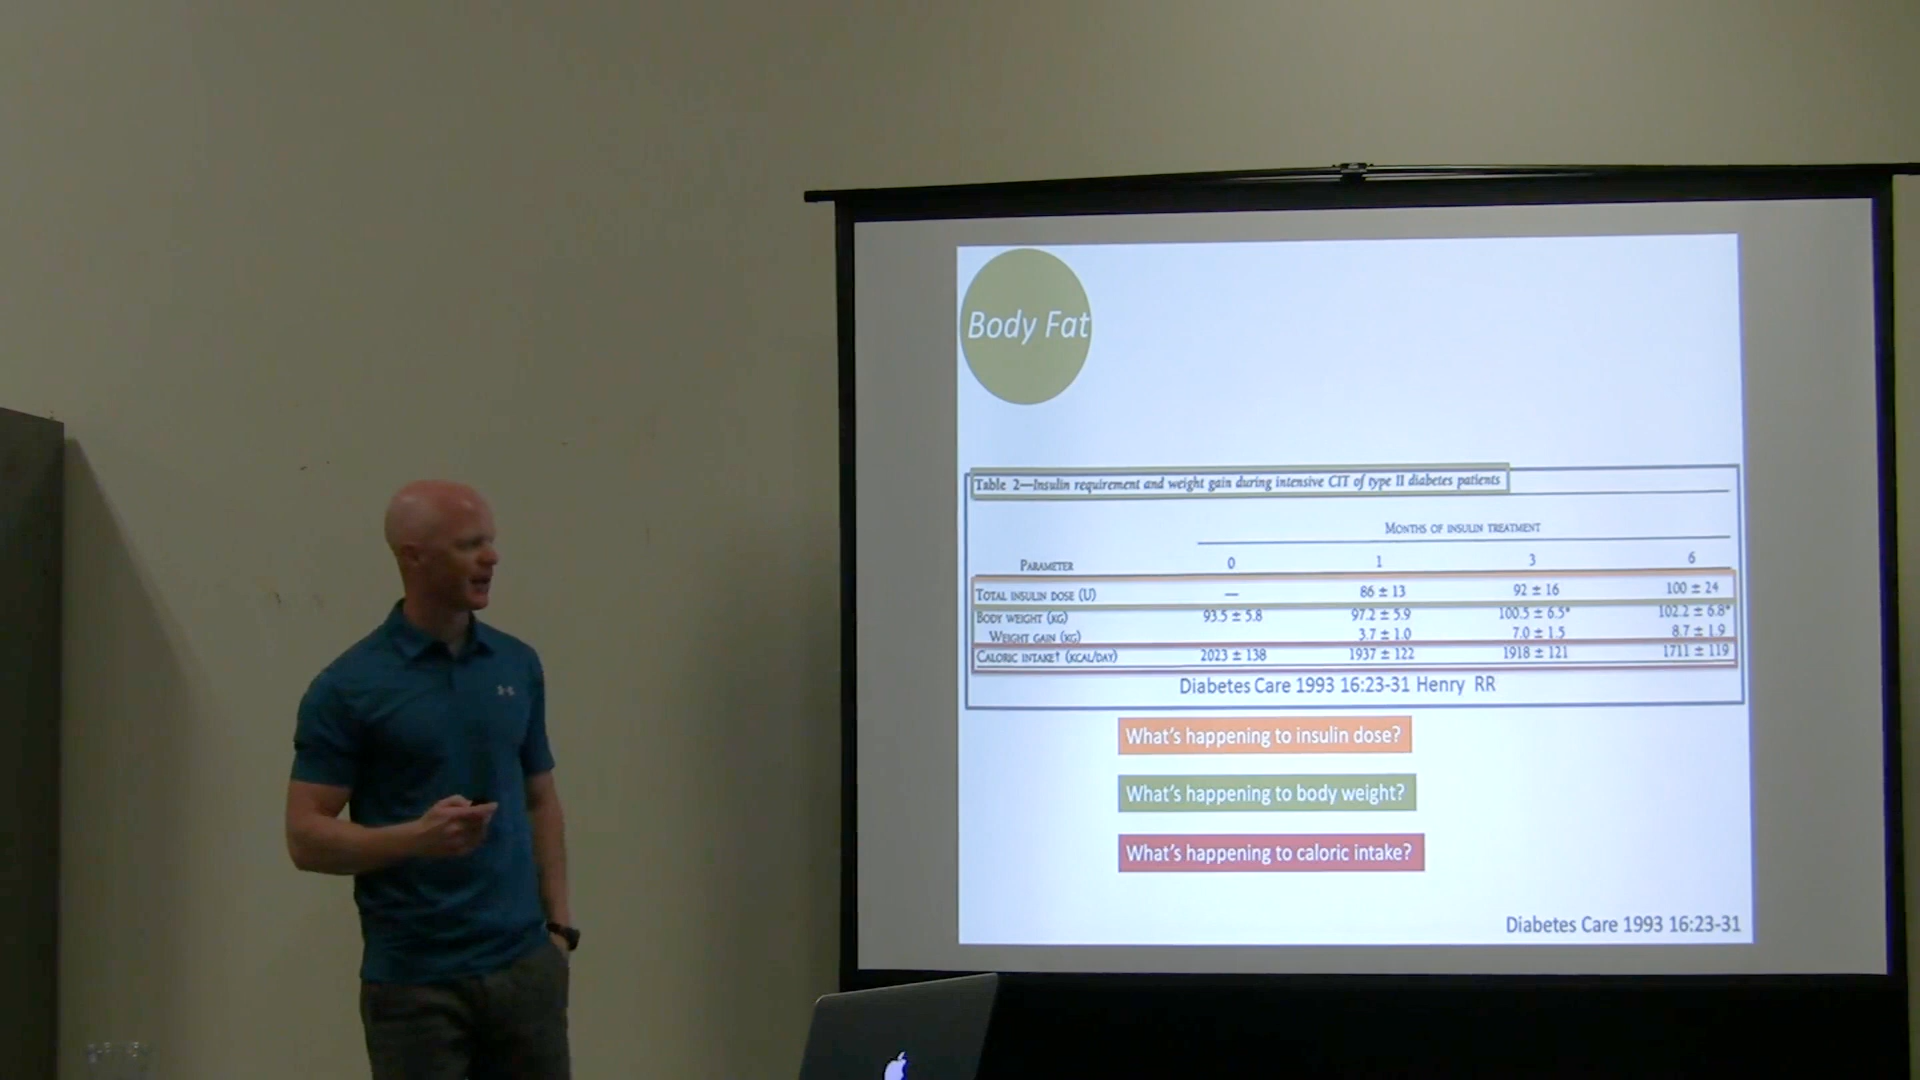 Body Fat
Table 2—Insulin requirement and weight gain during intensive CIT of type II diabetes patients
MONTHS OF INSULIN TREATMENT
PARAMETER 0 1 3 6
TOTAL INSULIN DOSE (U) — 86 ± 13 92 ± 16 100 ± 24
BODY WEIGHT (KG) 93.5 ± 5.8 97.2 ± 5.9 100.5 ± 6.5* 102.2 ± 6.8*
WEIGHT GAIN (KG) 3.7 ± 1.0 7.0 ± 1.5 8.7 ± 1.9
CALORIC INTAKE† (KCAL/DAY) 2023 ± 138 1937 ± 122 1918 ± 121 1711 ± 119
Diabetes Care 1993 16:23-31 Henry RR
What's happening to insulin dose?
What's happening to body weight?
What's happening to caloric intake?
Diabetes Care 1993 16:23-31